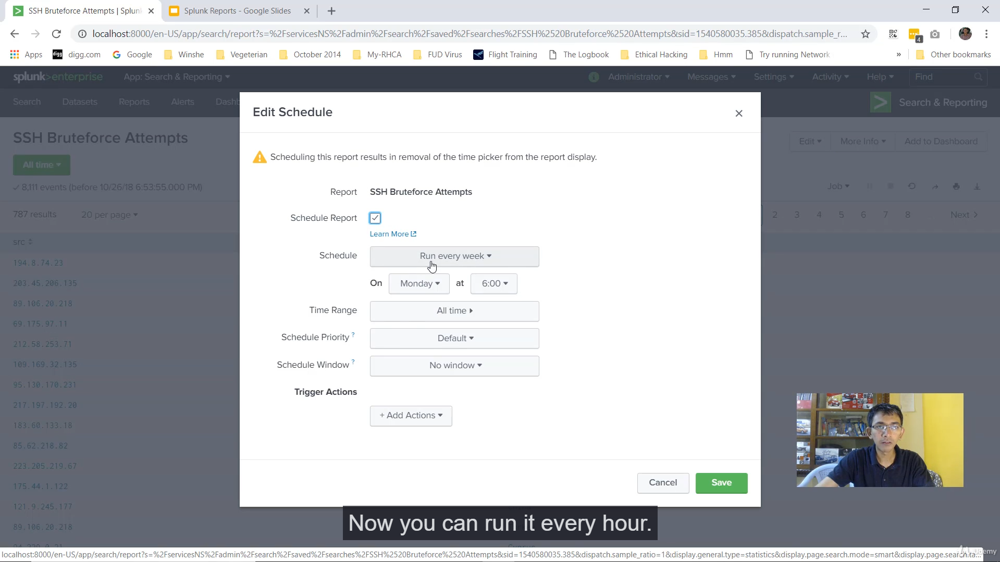 SSH Bruteforce Attempts | Splun
Splunk Reports - Google Slides
localhost:8000/en-US/app/search/report?s=%2FservicesNS%2Fadmin%2Fsearch%2Fsaved%2Fsearches%2FSSH%2520Bruteforce%2520Attempts&sid=1540580035.385&dispatch.sample_r...
4
Apps digg digg.com Google Winshe Vegeterian October 2014 My-RHCA FUD Virus Flight Training The Logbook Ethical Hacking Hmm Try running Network » Other bookmarks
splunk>enterprise App: Search & Reporting Administrator Messages Settings Activity Help Find
Search Datasets Reports Alerts Dashb Search & Reporting
Edit Schedule
SSH Bruteforce Attempts
Edit More Info Add to Dashboard
All time
Scheduling this report results in removal of the time picker from the report display.
✓ 8,111 events (before 10/26/18 6:53:55.000 PM)
Job
Report SSH Bruteforce Attempts
787 results 20 per page
2 3 4 5 6 7 8 ... Next >
Schedule Report
Learn More
src
Schedule Run every week
194.8.74.23
203.45.206.135
On Monday at 6:00
89.106.20.218
Time Range All time
69.175.97.11
Schedule Priority ? Default
212.58.253.71
109.169.32.135
Schedule Window ? No window
95.130.170.231
Trigger Actions
217.197.192.20
+ Add Actions
183.60.133.18
85.62.218.82
223.205.219.67
175.44.1.122
Cancel Save
121.9.245.177
89.106.20.218
Now you can run it every hour.
localhost:8000/en-US/app/search/report?s=%2FservicesNS%2Fadmin%2Fsearch%2Fsaved%2Fsearches%2FSSH%2520Bruteforce%2520Attempts&sid=1540580035.385&dispatch.sample_ratio=1&display.general.type=statistics&display.page.search.mode=smart&display.page.search.ta...